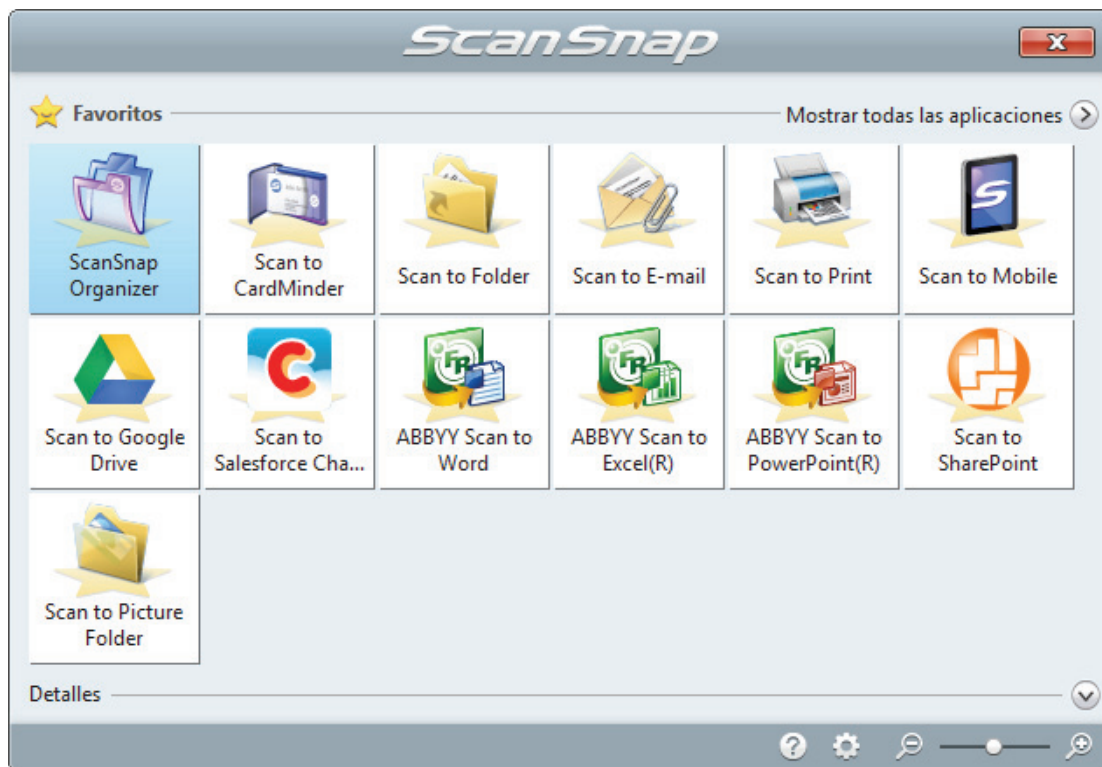 ScanSnap
Favoritos
Mostrar todas las aplicaciones
ScanSnap
Organizer
Scan to
CardMinder
Scan to Folder
Scan to E-mail
Scan to Print
Scan to Mobile
Scan to Google
Drive
Scan to
Salesforce Cha...
ABBYY Scan to
Word
ABBYY Scan to
Excel(R)
ABBYY Scan to
PowerPoint(R)
Scan to
SharePoint
Scan to Picture
Folder
Detalles